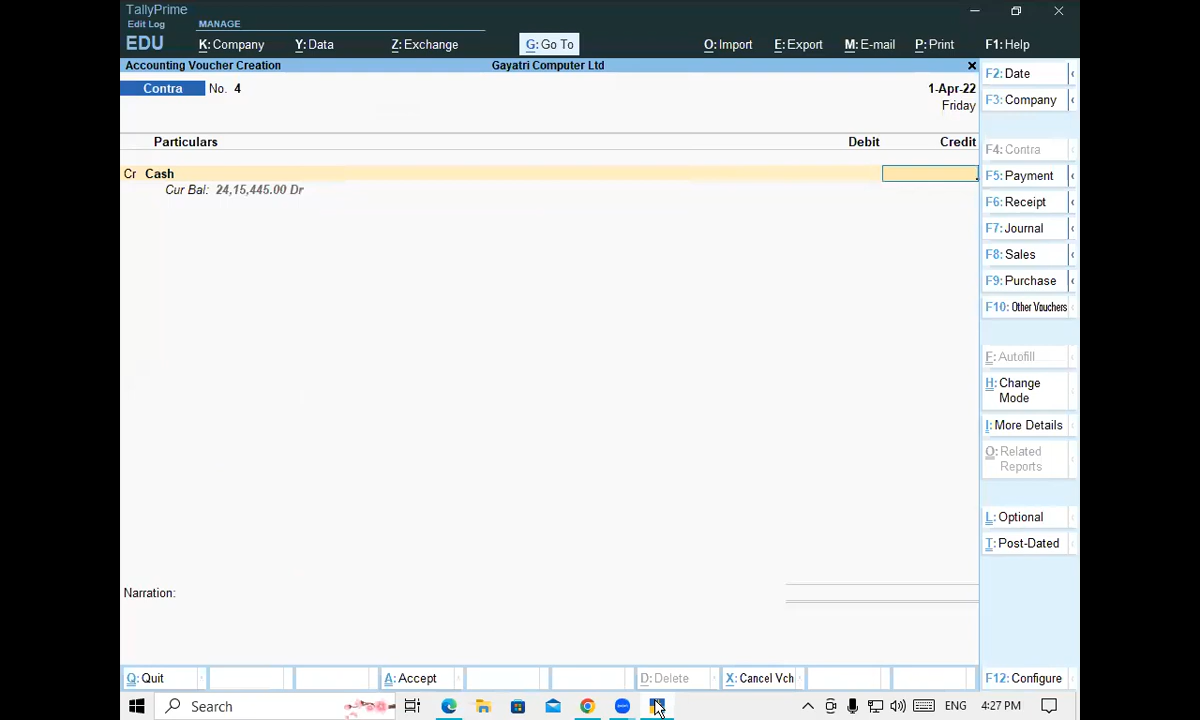 TallyPrime
Edit Log MANAGE
EDU K: Company Y: Data Z: Exchange G: Go To O: Import E: Export M: E-mail P: Print F1: Help
Accounting Voucher Creation Gayatri Computer Ltd
Contra No. 4 1-Apr-22
Friday
Particulars Debit Credit
Cr Cash
Cur Bal: 24,15,445.00 Dr
Narration:
F2: Date
F3: Company
F4: Contra
F5: Payment
F6: Receipt
F7: Journal
F8: Sales
F9: Purchase
F10: Other Vouchers
F: Autofill
H: Change
Mode
I: More Details
O: Related
Reports
L: Optional
T: Post-Dated
Q: Quit A: Accept D: Delete X: Cancel Vch F12: Configure
Search ENG 4:27 PM